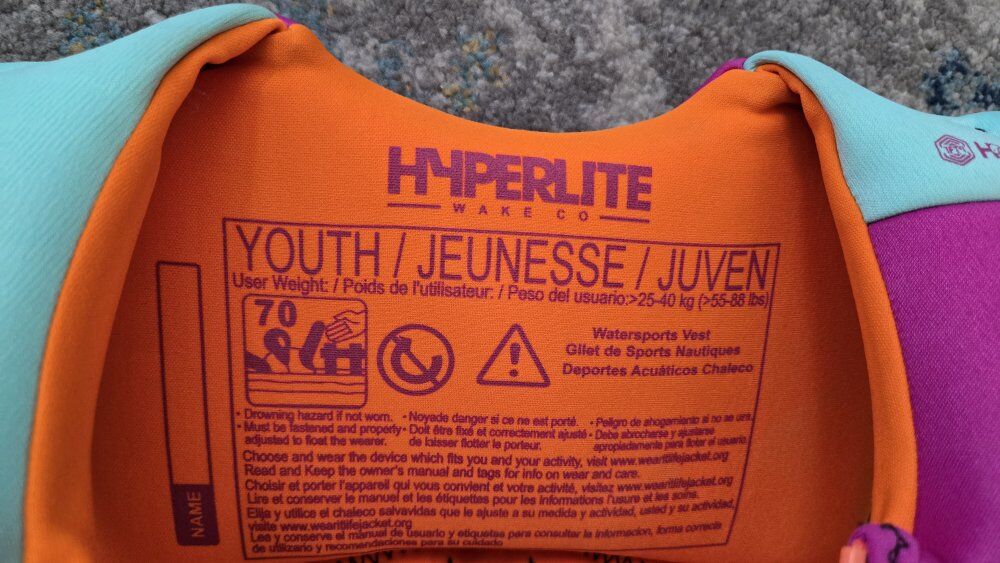 HYPERLITE
WAKE CO
H
YOUTH / JEUNESSE / JUVEN
User Weight: / Poids de l'utilisateur: / Peso del usuario:>25-40 kg (>55-88 lbs)
70
Watersports Vest
Gilet de Sports Nautiques
Deportes Acuáticos Chaleco
• Drowning hazard if not worn.
• Must be fastened and properly
adjusted to float the wearer.
• Noyade danger si ce ne est porté.
• Doit être fixé et correctement ajusté
de laisser flotter le porteur.
• Peligro de ahogamiento si no se usa.
• Debe abrocharse y ajustarse
apropiadamente para flotar el usuario.
Choose and wear the device which fits you and your activity, visit www.wearitlifejacket.org
Read and Keep the owner's manual and tags for info on wear and care.
Choisir et porter l'appareil qui vous convient et votre activité, visitez www.wearitlifejacket.org
Lire et conserver le manuel et les étiquettes pour les informations l'usure et les soins.
Elija y utilice el chaleco salvavidas que le ajuste a su medida y actividad, usted y su actividad,
visite www.wearitlifejacket.org
Lea y conserve el manual de usuario y etiquetas para consultar la informacion, forma correcta
de utilizarlo y recomendaciones para su cuidado
NAME